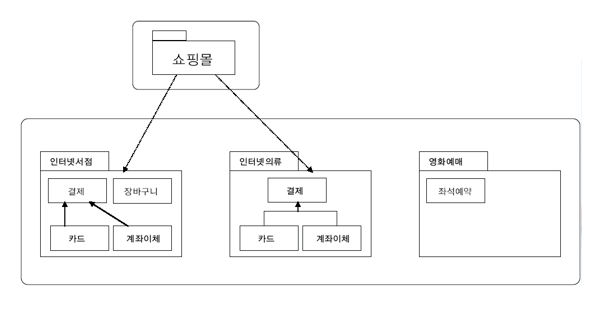 쇼핑몰
인터넷서점
결제
장바구니
카드
계좌이체
인터넷의류
결제
카드
계좌이체
영화예매
좌석예약